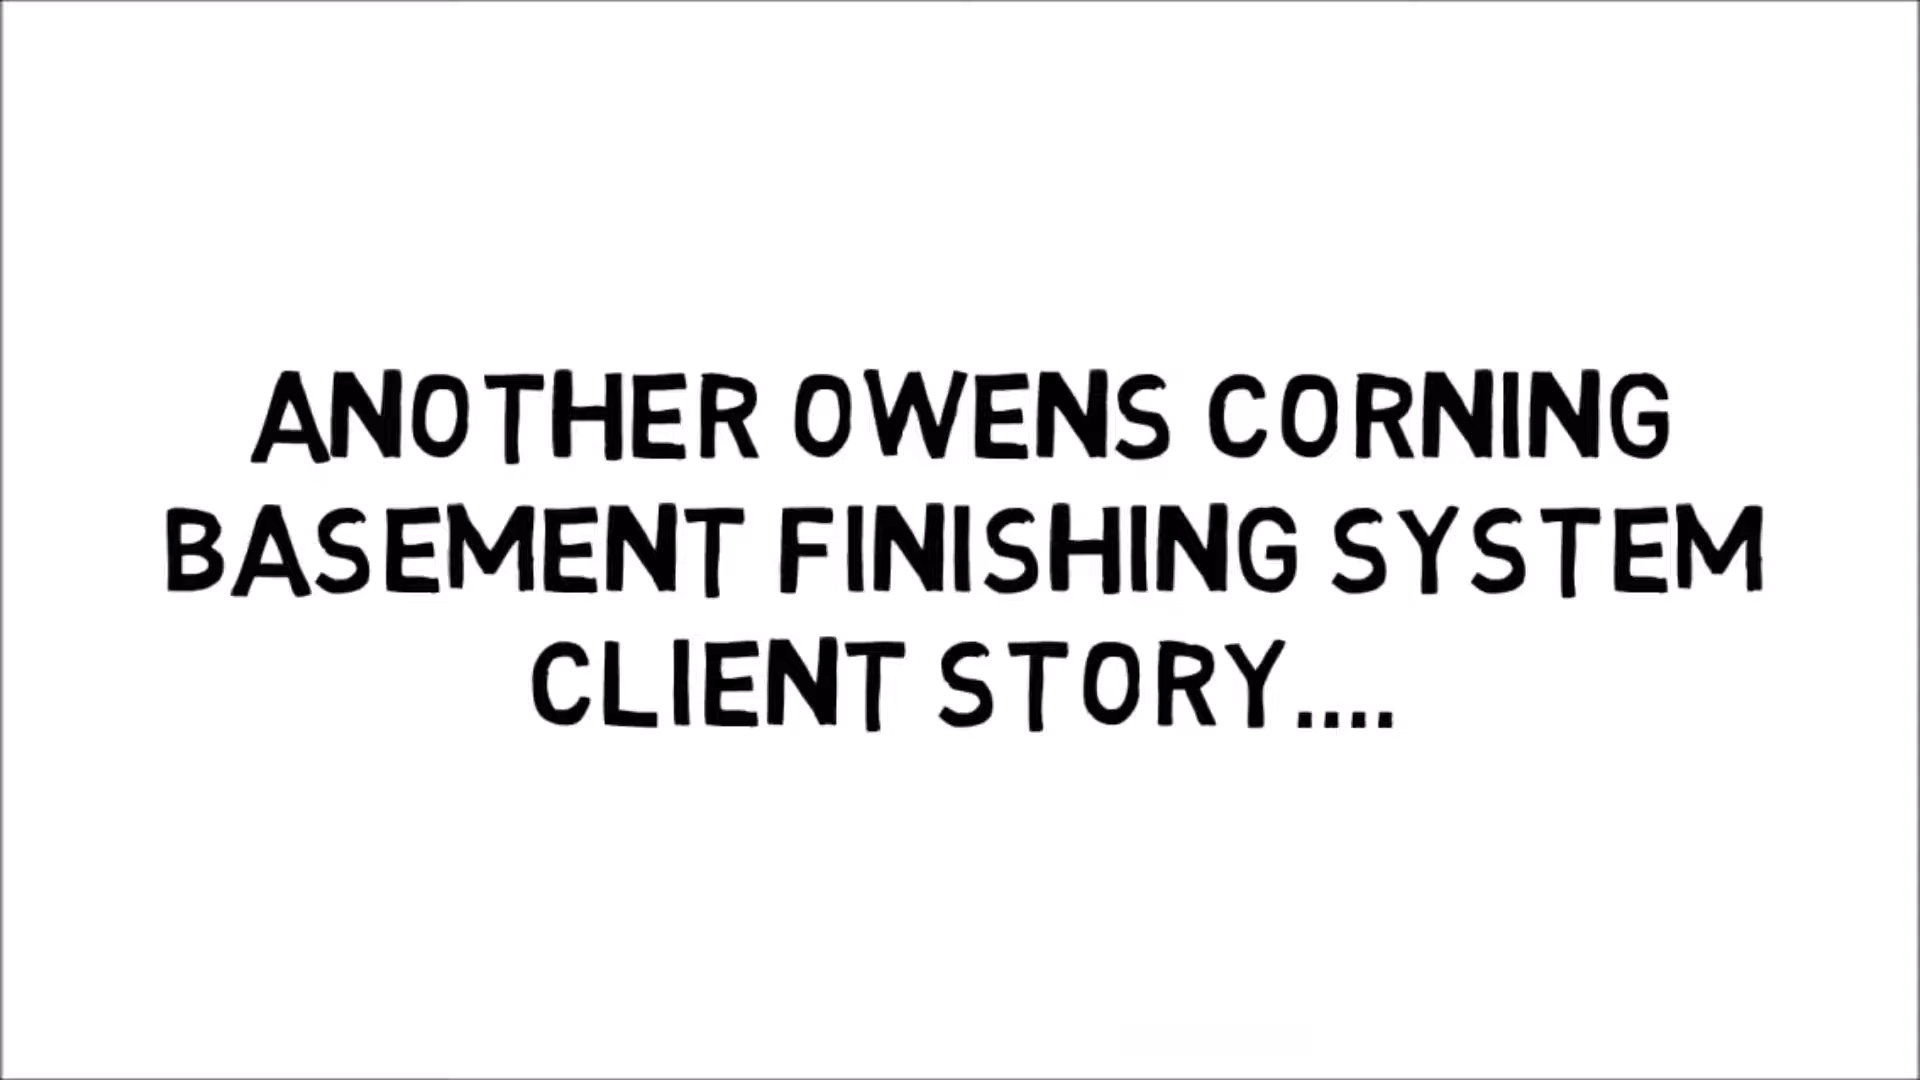 ANOTHER OWENS CORNING
BASEMENT FINISHING SYSTEM
CLIENT STORY....